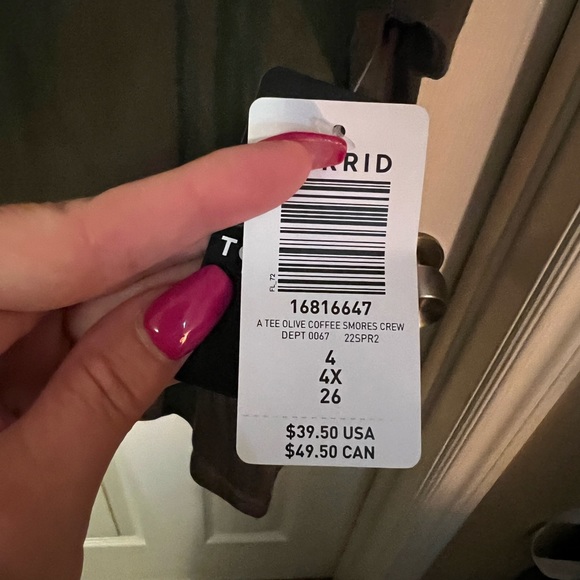 RRID
T
FL_72
16816647
A TEE OLIVE COFFEE SMORES CREW
DEPT 0067 22SPR2
4
4X
26
$39.50 USA
$49.50 CAN